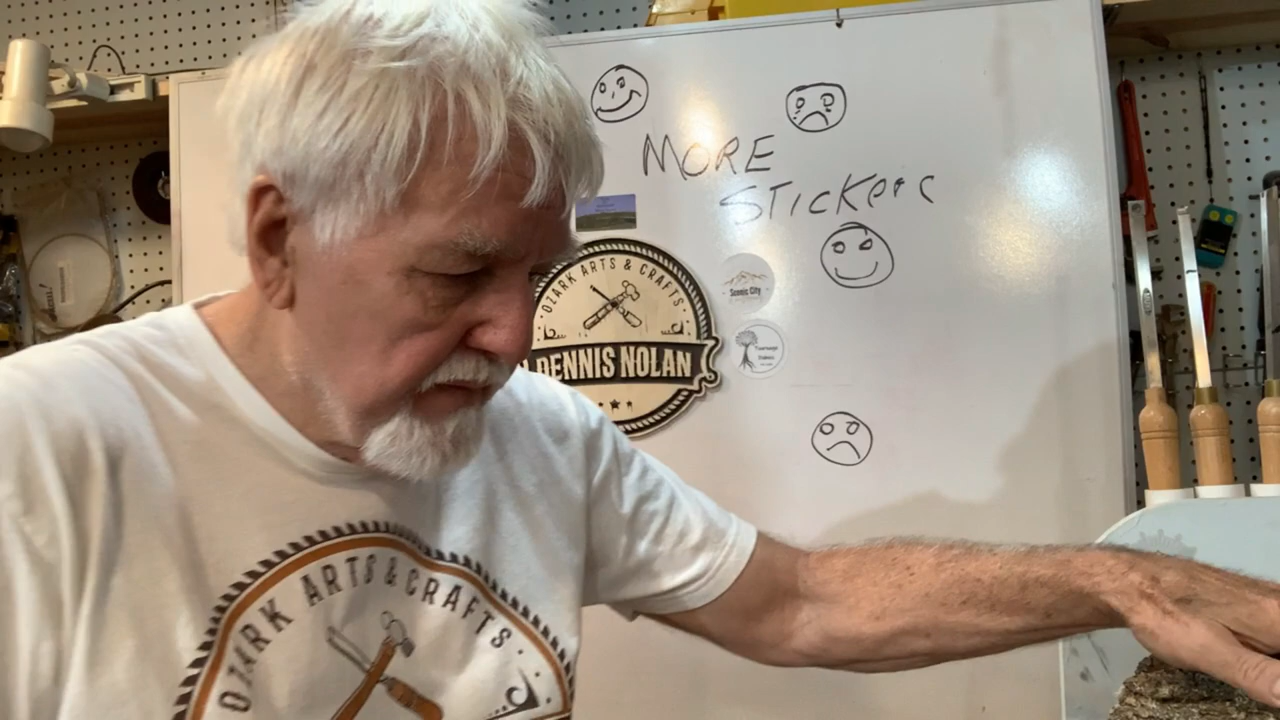 MORE
STICKERS
OZARK ARTS & CRAFTS
DENNIS NOLAN
Scenic City
OZARK ARTS & CRAFTS